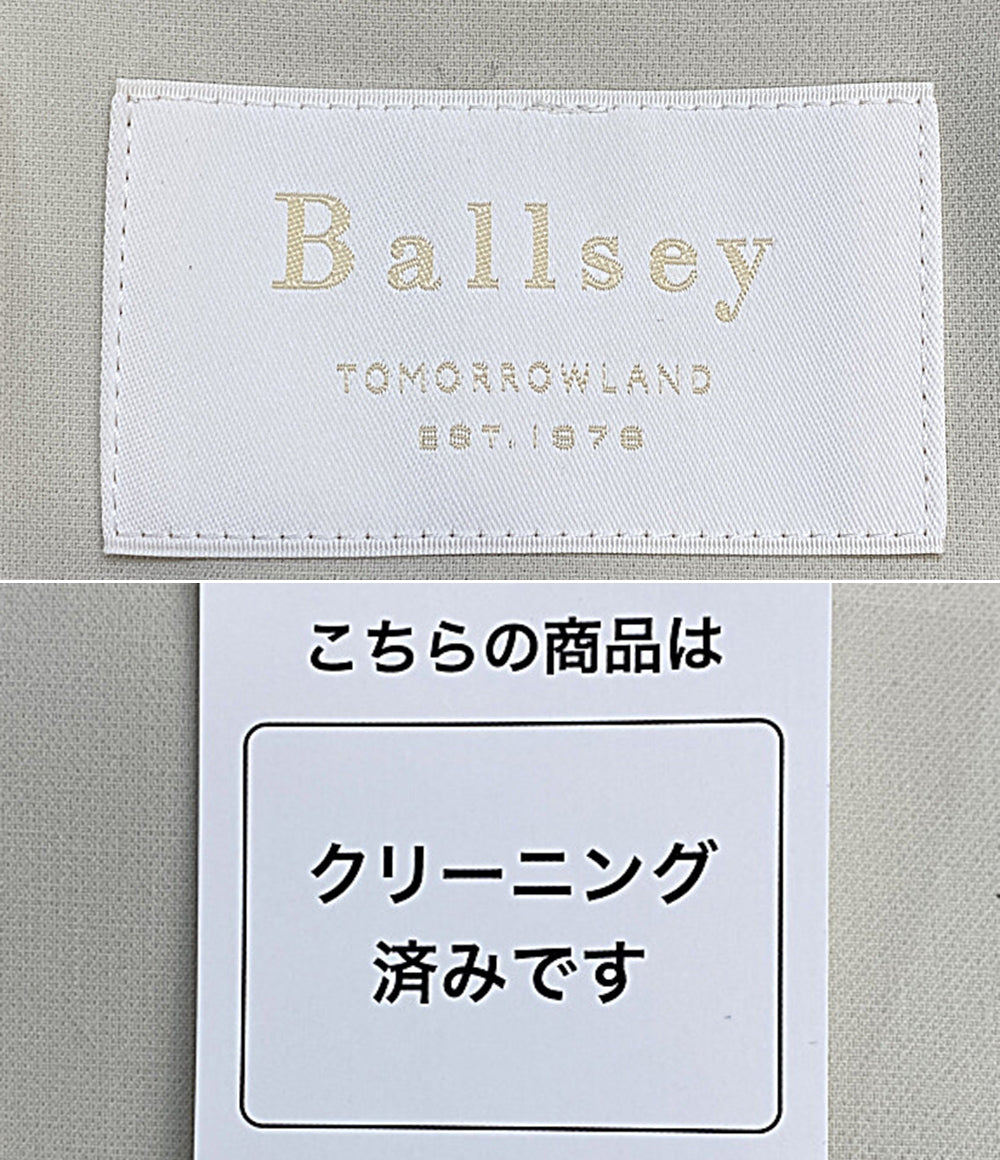 Ballsey
TOMORROWLAND
EST. 1978
こちらの商品は
クリーニング
済みです